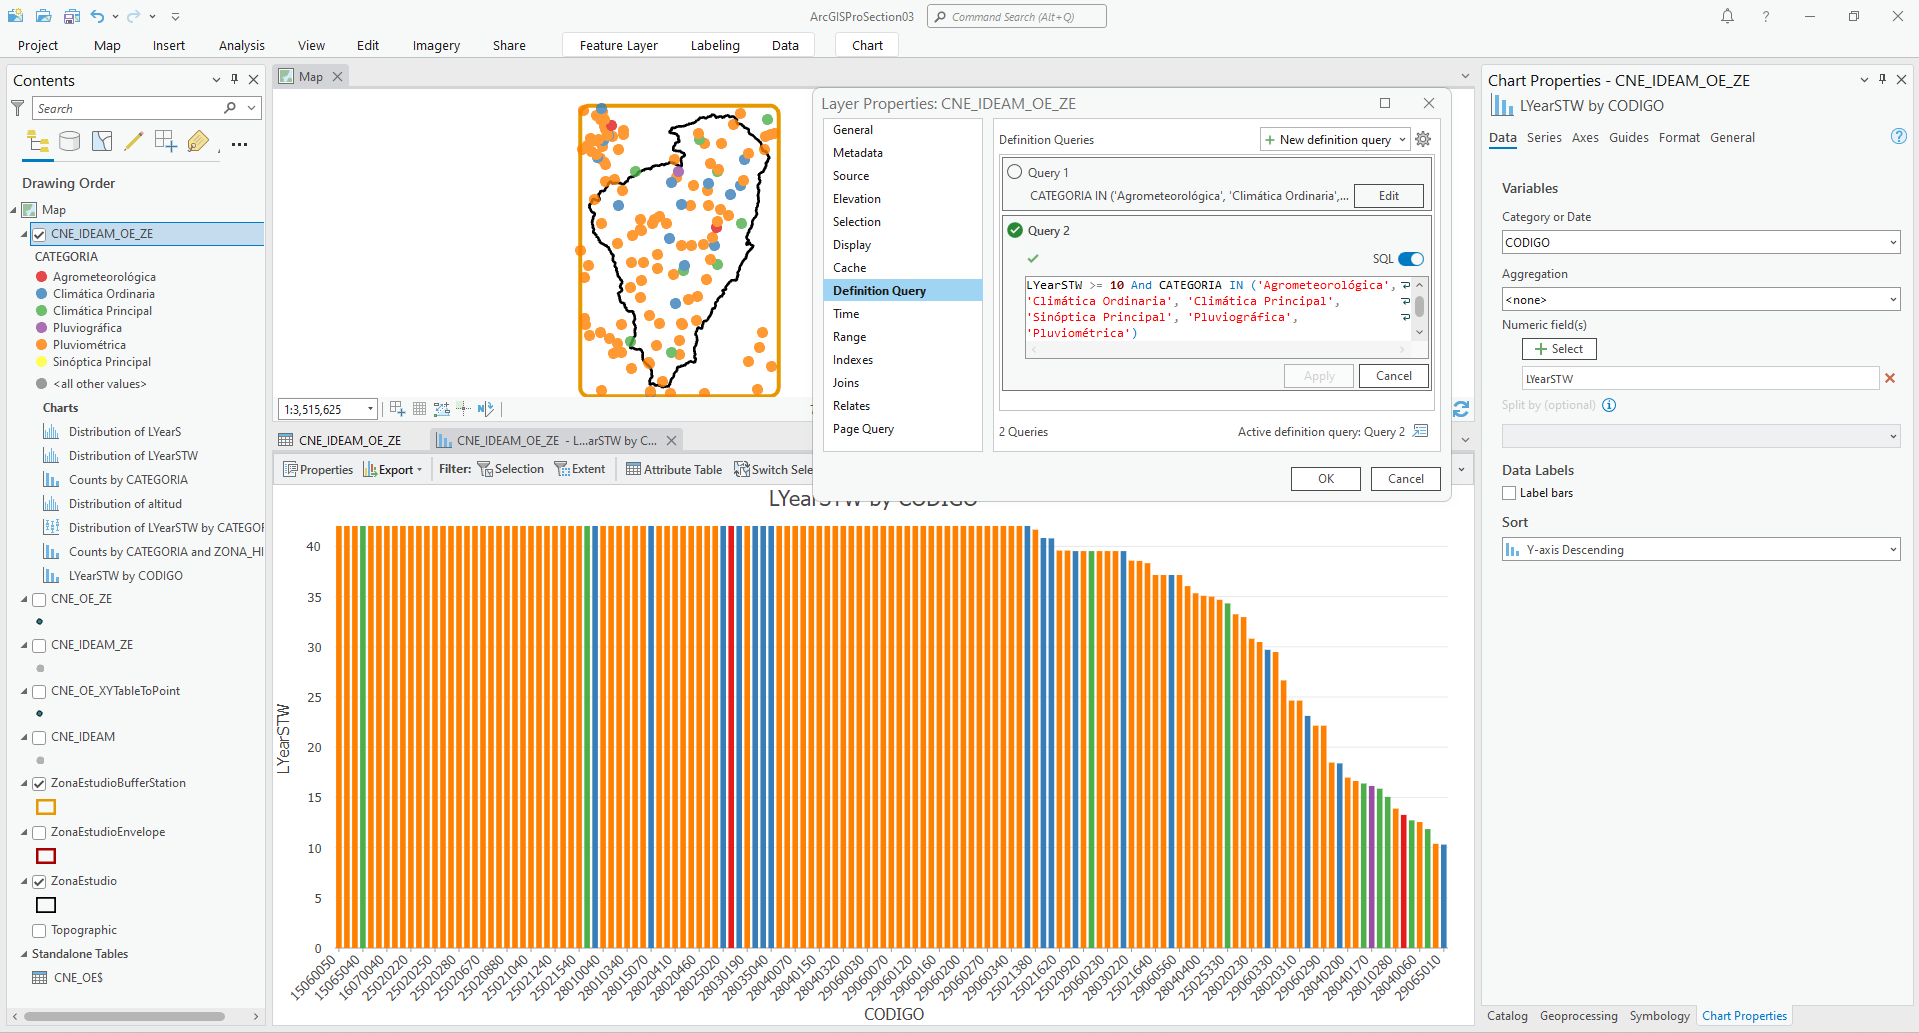 ArcGISProSection03
Command Search (Alt+Q)
Project
Map
Insert
Analysis
View
Edit
Imagery
Share
Feature Layer
Labeling
Data
Chart
Contents
Search
Drawing Order
Map
CNE_IDEAM_OE_ZE
CATEGORIA
Agrometeorológica
Climática Ordinaria
Climática Principal
Pluviográfica
Pluviométrica
Sinóptica Principal
<all other values>
Charts
Distribution of LYearS
Distribution of LYearSTW
Counts by CATEGORIA
Distribution of altitud
Distribution of LYearSTW by CATEGOR
Counts by CATEGORIA and ZONA_HI
LYearSTW by CODIGO
CNE_OE_ZE
CNE_IDEAM_ZE
CNE_OE_XYTableToPoint
CNE_IDEAM
ZonaEstudioBufferStation
ZonaEstudioEnvelope
ZonaEstudio
Topographic
Standalone Tables
CNE_OE$
Map
1:3,515,625
CNE_IDEAM_OE_ZE
CNE_IDEAM_OE_ZE - L...arSTW by C...
Properties
Export
Filter:
Selection
Extent
Attribute Table
Switch Sele
LYearSTW by CODIGO
LYearSTW
40
35
30
25
20
15
10
5
0
15060050
15065040
16070040
25020220
25020250
25020280
25020670
25020880
25021040
25021240
25021540
28010040
28010340
28015070
28020410
28020460
25025020
28030190
28035040
28040070
28040150
28040320
29060030
29060070
29060120
29060160
29060200
29060270
29060340
25021380
25021620
25020920
29060230
28030220
25021640
29060560
28040400
25025330
28020230
29060330
28020310
29060290
28040200
28040170
28010280
28040060
29065010
CODIGO
Layer Properties: CNE_IDEAM_OE_ZE
General
Metadata
Source
Elevation
Selection
Display
Cache
Definition Query
Time
Range
Indexes
Joins
Relates
Page Query
Definition Queries
New definition query
Query 1
CATEGORIA IN ('Agrometeorológica', 'Climática Ordinaria',...
Edit
Query 2
SQL
LYearSTW >= 10 And CATEGORIA IN ('Agrometeorológica',
'Climática Ordinaria', 'Climática Principal',
'Sinóptica Principal', 'Pluviográfica',
'Pluviométrica')
Apply
Cancel
2 Queries
Active definition query: Query 2
OK
Cancel
Chart Properties - CNE_IDEAM_OE_ZE
LYearSTW by CODIGO
Data
Series
Axes
Guides
Format
General
Variables
Category or Date
CODIGO
Aggregation
<none>
Numeric field(s)
Select
LYearSTW
Split by (optional)
Data Labels
Label bars
Sort
Y-axis Descending
Catalog
Geoprocessing
Symbology
Chart Properties